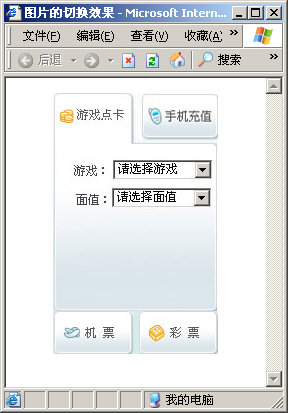 图片的切换效果 - Microsoft Intern...
文件(F) 编辑(E) 查看(V) 收藏(A) »
后退 » 搜索 »
游戏点卡 手机充值
游戏： 请选择游戏
面值： 请选择面值
机 票 彩 票
我的电脑